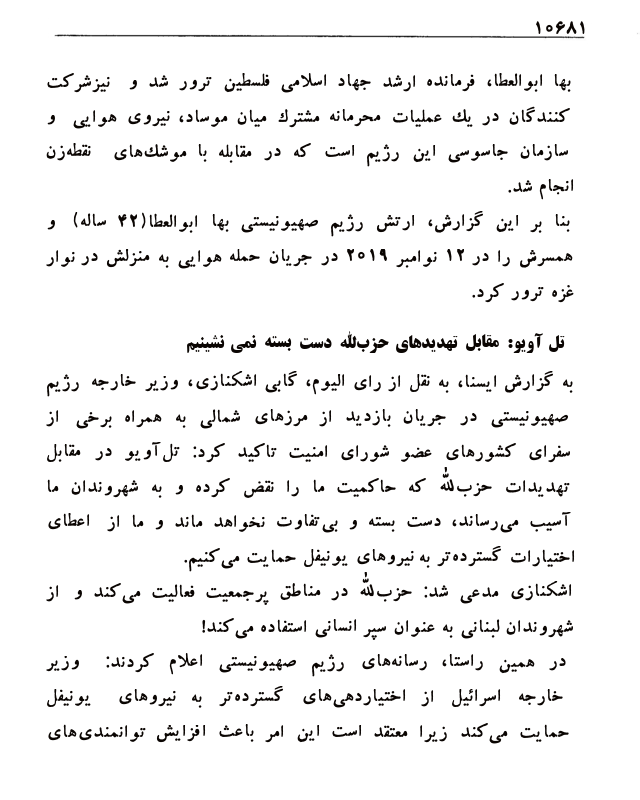 ۱۰۶۸۱
بها ابوالعطا، فرمانده ارشد جهاد اسلامی فلسطین ترور شد و نیزشرکت
کنندگان در یك عملیات محرمانه مشترك میان موساد، نیروی هوایی و
سازمان جاسوسی این رژیم است که در مقابله با موشك‌های نقطه‌زن
انجام شد.
بنا بر این گزارش، ارتش رژیم صهیونیستی بها ابوالعطا(۴۲ ساله) و
همسرش را در ۱۲ نوامبر ۲۰۱۹ در جریان حمله هوایی به منزلش در نوار
غزه ترور کرد.
تل آویو: مقابل تهدیدهای حزب‌الله دست بسته نمی نشینیم
به گزارش ایسنا، به نقل از رای الیوم، گابی اشکنازی، وزیر خارجه رژیم
صهیونیستی در جریان بازدید از مرزهای شمالی به همراه برخی از
سفرای کشورهای عضو شورای امنیت تاکید کرد: تل‌آویو در مقابل
تهدیدات حزب‌الله که حاکمیت ما را نقض کرده و به شهروندان ما
آسیب می‌رساند، دست بسته و بی‌تفاوت نخواهد ماند و ما از اعطای
اختیارات گسترده‌تر به نیروهای یونیفل حمایت می‌کنیم.
اشکنازی مدعی شد: حزب‌الله در مناطق پرجمعیت فعالیت می‌کند و از
شهروندان لبنانی به عنوان سپر انسانی استفاده می‌کند!
در همین راستا، رسانه‌های رژیم صهیونیستی اعلام کردند: وزیر
خارجه اسرائیل از اختیاردهی‌های گسترده‌تر به نیروهای یونیفل
حمایت می‌کند زیرا معتقد است این امر باعث افزایش توانمندی‌های